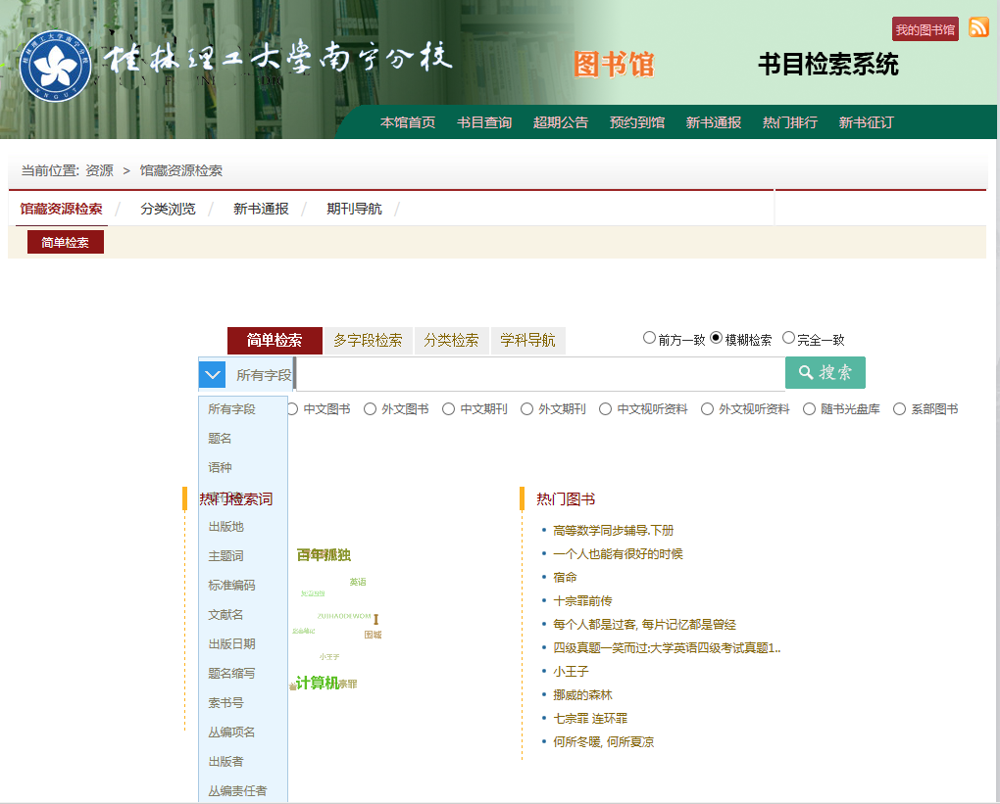 桂林理工大学南宁分校
NNGUT
图书馆
书目检索系统
我的图书馆
本馆首页 书目查询 超期公告 预约到馆 新书通报 热门排行 新书征订
当前位置: 资源 > 馆藏资源检索
馆藏资源检索 / 分类浏览 / 新书通报 / 期刊导航 /
简单检索
简单检索 多字段检索 分类检索 学科导航 前方一致 模糊检索 完全一致
所有字段 搜索
中文图书 外文图书 中文期刊 外文期刊 中文视听资料 外文视听资料 随书光盘库 系部图书
所有字段
题名
语种
出版地
主题词
标准编码
文献名
出版日期
题名缩写
索书号
丛编项名
出版者
丛编责任者
热门检索词
百年孤独
英语
ZUIHAODEWOM
围城
小王子
计算机
热门图书
高等数学同步辅导.下册
一个人也能有很好的时候
宿命
十宗罪前传
每个人都是过客, 每片记忆都是曾经
四级真题一笑而过:大学英语四级考试真题1..
小王子
挪威的森林
七宗罪 连环罪
何所冬暖, 何所夏凉